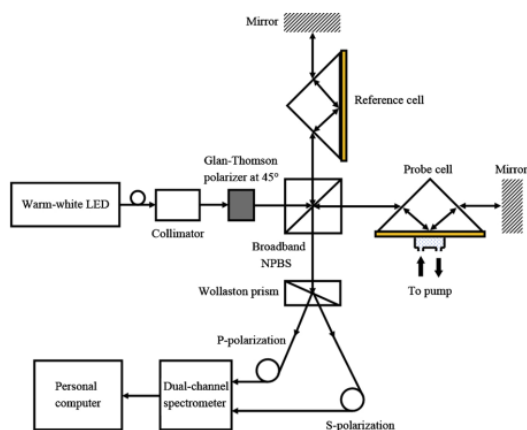 Mirror
Reference cell
Glan-Thomson
polarizer at 45°
Probe cell
Mirror
Warm-white LED
Collimator
Broadband
NPBS
To pump
Wollaston prism
P-polarization
Personal
computer
Dual-channel
spectrometer
S-polarization